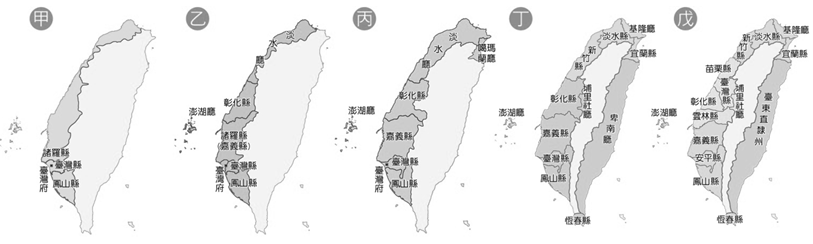 甲
諸羅縣
臺灣縣
臺灣府
鳳山縣
乙
淡水廳
彰化縣
澎湖廳
諸羅縣
(嘉義縣)
臺灣縣
臺灣府
鳳山縣
丙
淡水廳
噶瑪蘭廳
彰化縣
澎湖廳
嘉義縣
臺灣縣
臺灣府
鳳山縣
丁
基隆廳
淡水縣
新竹縣
宜蘭縣
彰化縣
埔里社廳
澎湖廳
嘉義縣
卑南廳
臺灣縣
鳳山縣
恆春縣
戊
基隆廳
淡水縣
新竹縣
宜蘭縣
苗栗縣
臺灣縣
埔里社廳
彰化縣
澎湖廳
雲林縣
臺東直隸州
嘉義縣
安平縣
鳳山縣
恆春縣